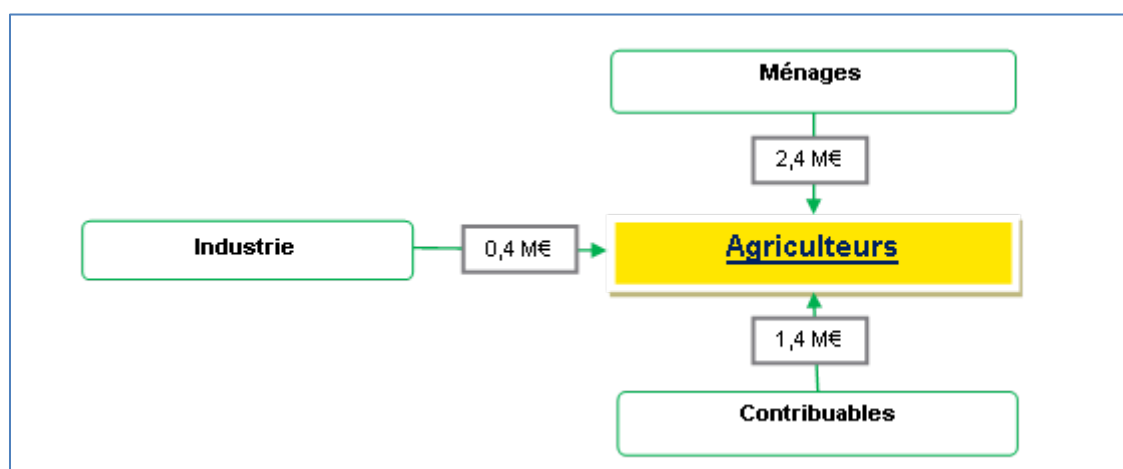 Ménages
2,4 M€
Industrie
0,4 M€
Agriculteurs
1,4 M€
Contribuables